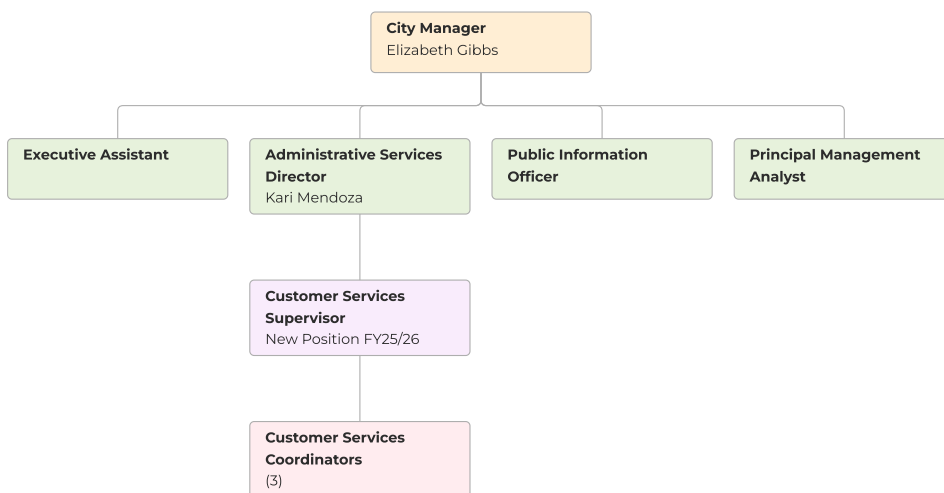 City Manager
Elizabeth Gibbs
Executive Assistant
Administrative Services
Director
Kari Mendoza
Public Information
Officer
Principal Management
Analyst
Customer Services
Supervisor
New Position FY25/26
Customer Services
Coordinators
(3)